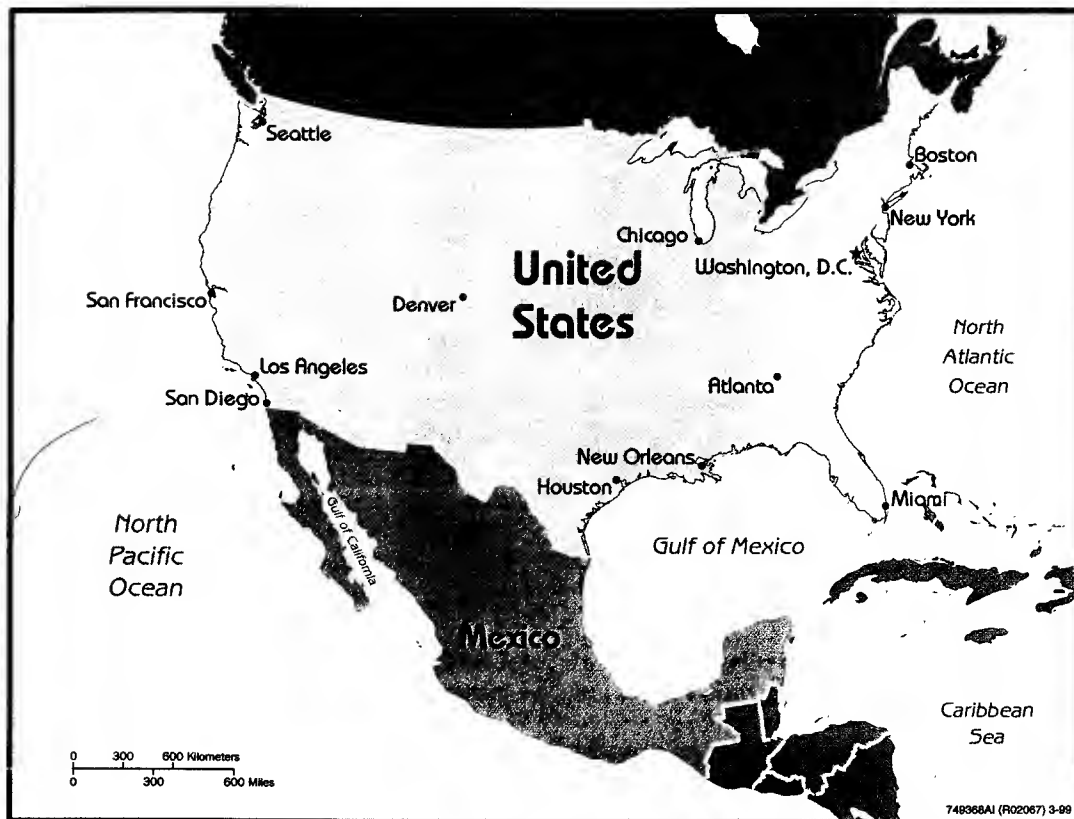 Seattle
Boston
New York
Chicago
Washington, D.C.
United
States
San Francisco
Denver
North
Atlantic
Ocean
Los Angeles
Atlanta
San Diego
New Orleans
Houston
Miami
Gulf of California
North
Pacific
Ocean
Gulf of Mexico
Mexico
Caribbean
Sea
0 300 600 Kilometers
0 300 600 Miles
749368AI (R02067) 3-99